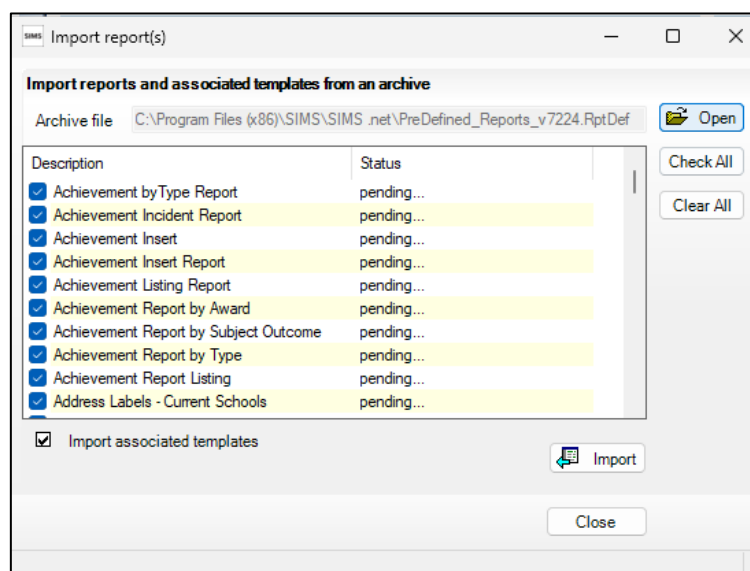 SIMS Import report(s)
Import reports and associated templates from an archive
Archive file C:\Program Files (x86)\SIMS\SIMS .net\PreDefined_Reports_v7224.RptDef Open
Description Status Check All
Achievement by Type Report pending...
Achievement Incident Report pending... Clear All
Achievement Insert pending...
Achievement Insert Report pending...
Achievement Listing Report pending...
Achievement Report by Award pending...
Achievement Report by Subject Outcome pending...
Achievement Report by Type pending...
Achievement Report Listing pending...
Address Labels - Current Schools pending...
Import associated templates
Import
Close